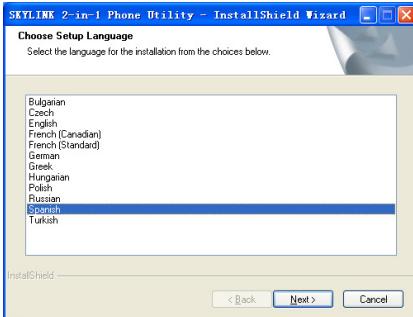 SKYLINK 2-in-1 Phone Utility - InstallShield Wizard
Choose Setup Language
Select the language for the installation from the choices below.
Bulgarian
Czech
English
French (Canadian)
French (Standard)
German
Greek
Hungarian
Polish
Russian
Spanish
Turkish
InstallShield
< Back Next > Cancel